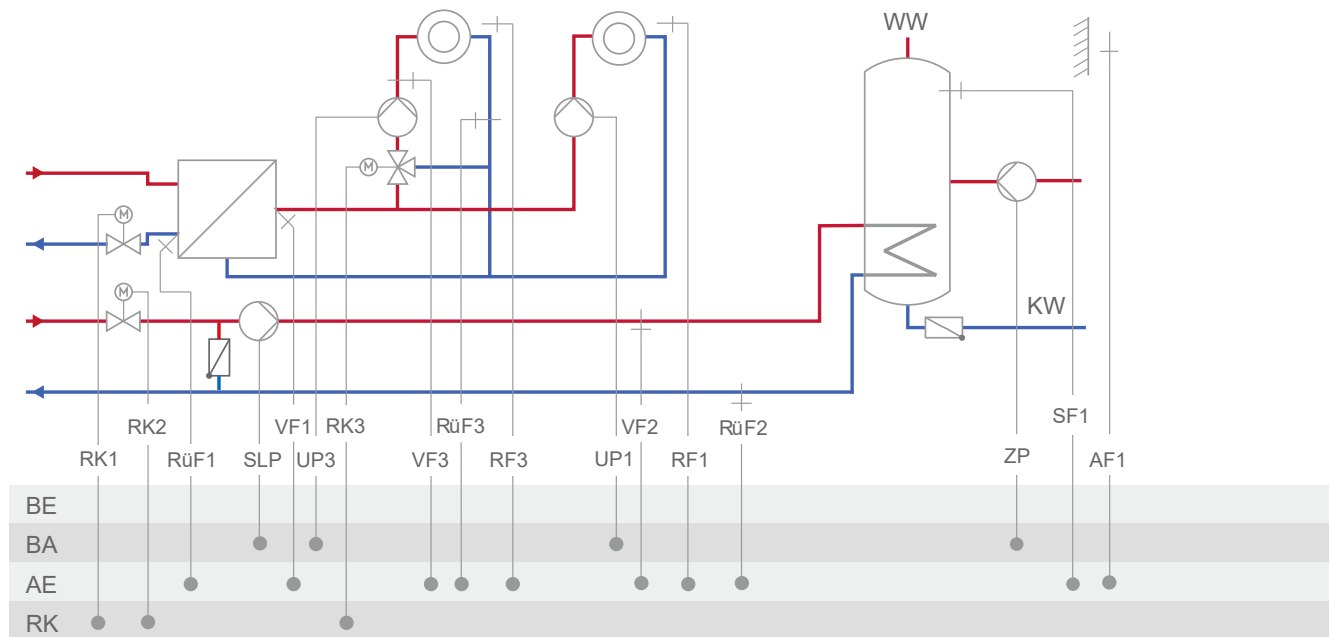 WW
M
M
M
KW
RK2
VF1
RK3
RüF3
VF2
RüF2
SF1
RK1
RüF1
SLP
UP3
VF3
RF3
UP1
RF1
ZP
AF1
BE
BA
AE
RK